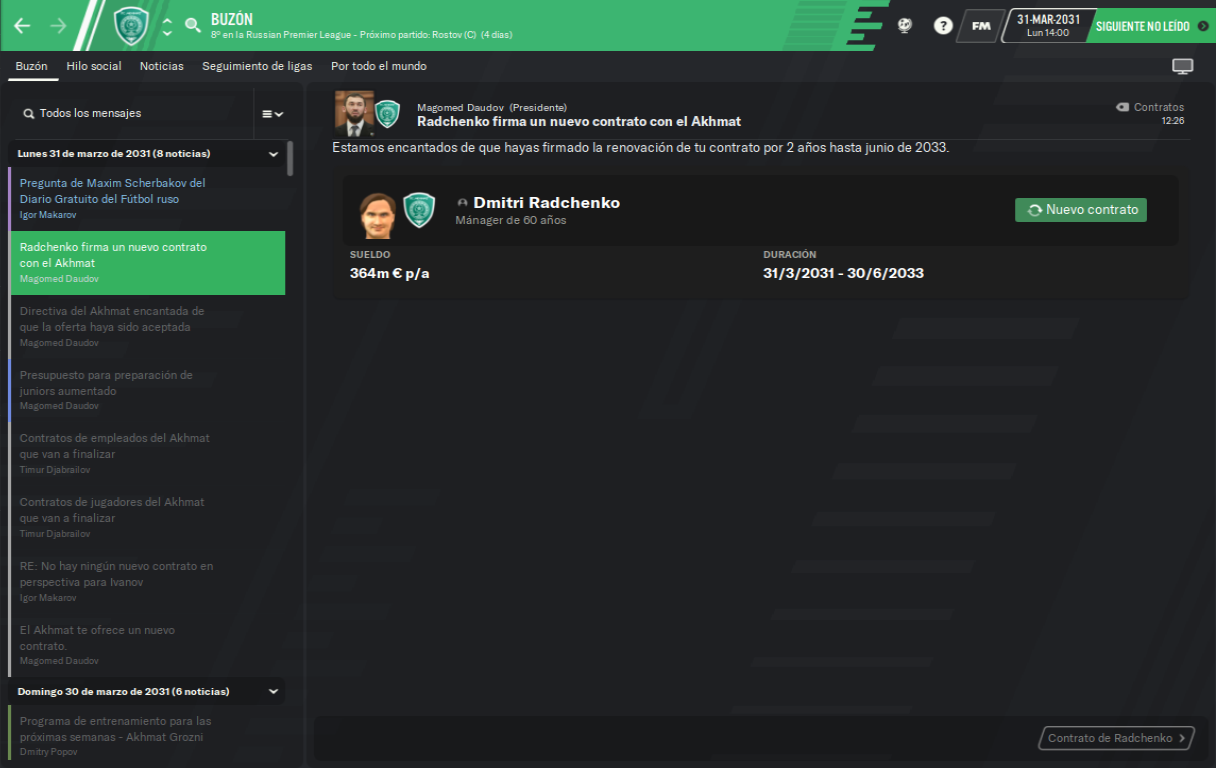 BUZÓN
8º en la Russian Premier League - Próximo partido: Rostov (C) (4 días)
?
FM
31-MAR-2031
Lun 14:00
SIGUIENTE NO LEÍDO
Buzón Hilo social Noticias Seguimiento de ligas Por todo el mundo
Todos los mensajes
Lunes 31 de marzo de 2031 (8 noticias)
Pregunta de Maxim Scherbakov del
Diario Gratuito del Fútbol ruso
Igor Makarov
Radchenko firma un nuevo contrato
con el Akhmat
Magomed Daudov
Directiva del Akhmat encantada de
que la oferta haya sido aceptada
Magomed Daudov
Presupuesto para preparación de
juniors aumentado
Magomed Daudov
Contratos de empleados del Akhmat
que van a finalizar
Timur Djabrailov
Contratos de jugadores del Akhmat
que van a finalizar
Timur Djabrailov
RE: No hay ningún nuevo contrato en
perspectiva para Ivanov
Igor Makarov
El Akhmat te ofrece un nuevo
contrato.
Magomed Daudov
Domingo 30 de marzo de 2031 (6 noticias)
Programa de entrenamiento para las
próximas semanas - Akhmat Grozni
Dmitry Popov
Magomed Daudov (Presidente)
Radchenko firma un nuevo contrato con el Akhmat
Contratos
12:26
Estamos encantados de que hayas firmado la renovación de tu contrato por 2 años hasta junio de 2033.
Dmitri Radchenko
Mánager de 60 años
Nuevo contrato
SUELDO
364m € p/a
DURACIÓN
31/3/2031 - 30/6/2033
Contrato de Radchenko